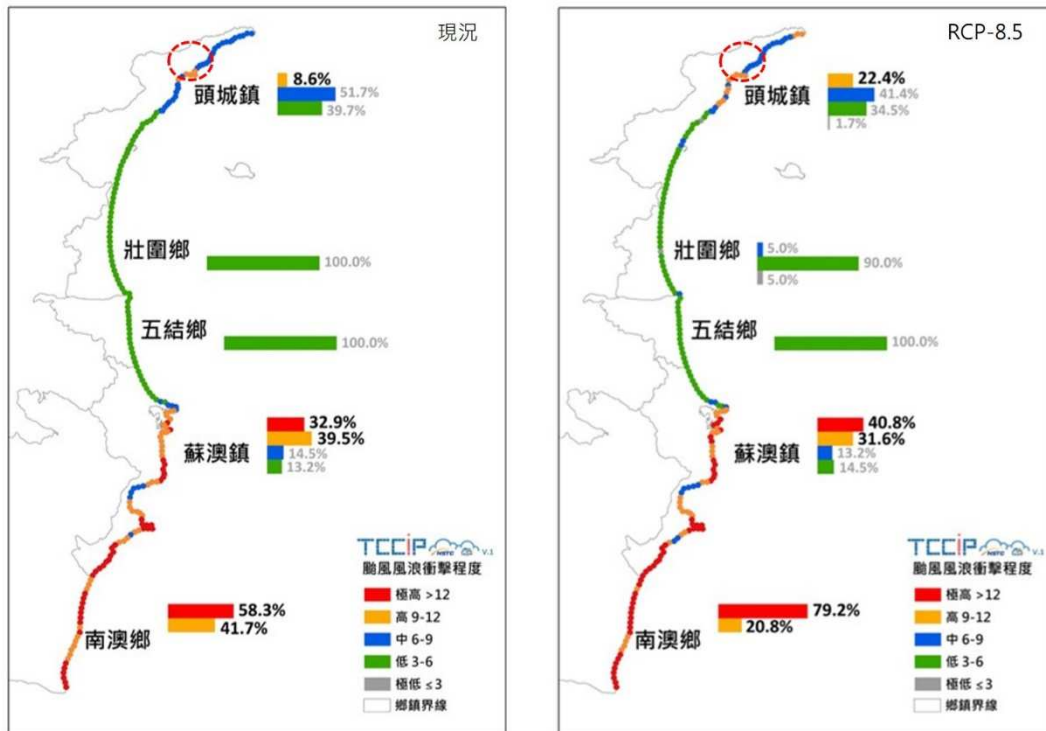 現況
頭城鎮
8.6%
51.7%
39.7%
壯圍鄉
100.0%
五結鄉
100.0%
蘇澳鎮
32.9%
39.5%
14.5%
13.2%
南澳鄉
58.3%
41.7%
TCCiP V.1
颱風風浪衝擊程度
極高 >12
高 9-12
中 6-9
低 3-6
極低 ≤3
鄉鎮界線
RCP-8.5
頭城鎮
22.4%
41.4%
34.5%
1.7%
壯圍鄉
5.0%
90.0%
5.0%
五結鄉
100.0%
蘇澳鎮
40.8%
31.6%
13.2%
14.5%
南澳鄉
79.2%
20.8%
TCCiP V.1
颱風風浪衝擊程度
極高 >12
高 9-12
中 6-9
低 3-6
極低 ≤3
鄉鎮界線